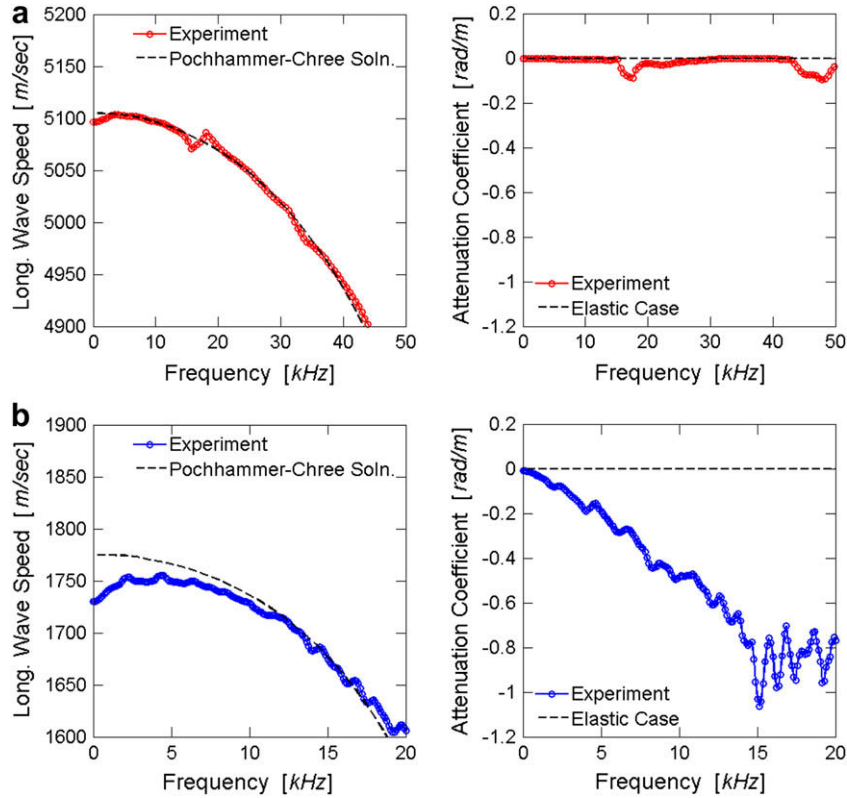 a
5200
5150
5100
5050
5000
4950
4900
Long. Wave Speed [m/sec]
Experiment
Pochhammer-Chree Soln.
0 10 20 30 40 50
Frequency [kHz]
0.2
0
-0.2
-0.4
-0.6
-0.8
-1
-1.2
Attenuation Coefficient [rad/m]
Experiment
Elastic Case
0 10 20 30 40 50
Frequency [kHz]
b
1900
1850
1800
1750
1700
1650
1600
Long. Wave Speed [m/sec]
Experiment
Pochhammer-Chree Soln.
0 5 10 15 20
Frequency [kHz]
0.2
0
-0.2
-0.4
-0.6
-0.8
-1
-1.2
Attenuation Coefficient [rad/m]
Experiment
Elastic Case
0 5 10 15 20
Frequency [kHz]